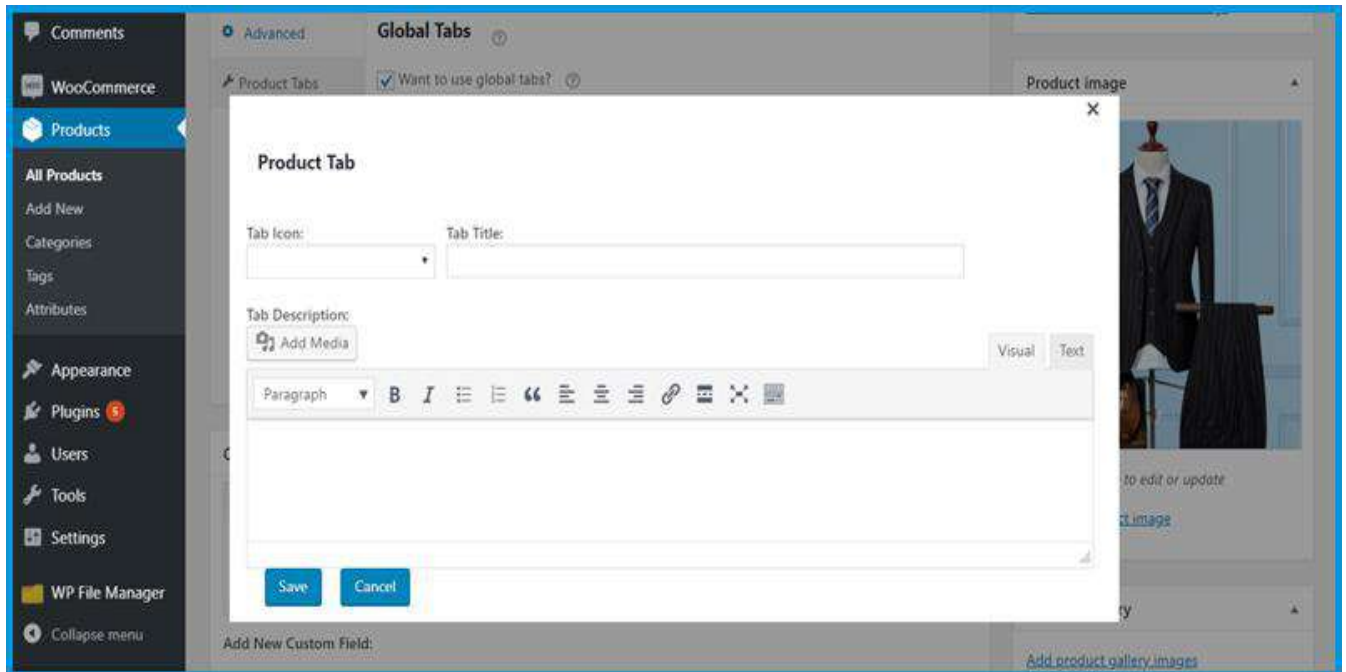 Comments
WooCommerce
Products
All Products
Add New
Categories
Tags
Attributes
Appearance
Plugins 5
Users
Tools
Settings
WP File Manager
Collapse menu
Advanced
Product Tabs
Global Tabs
Want to use global tabs?
Product Tab
Tab Icon:
Tab Title:
Tab Description:
Add Media
Visual
Text
Paragraph
Save
Cancel
Add New Custom Field:
Product image
to edit or update
ct image
ry
Add product gallery images